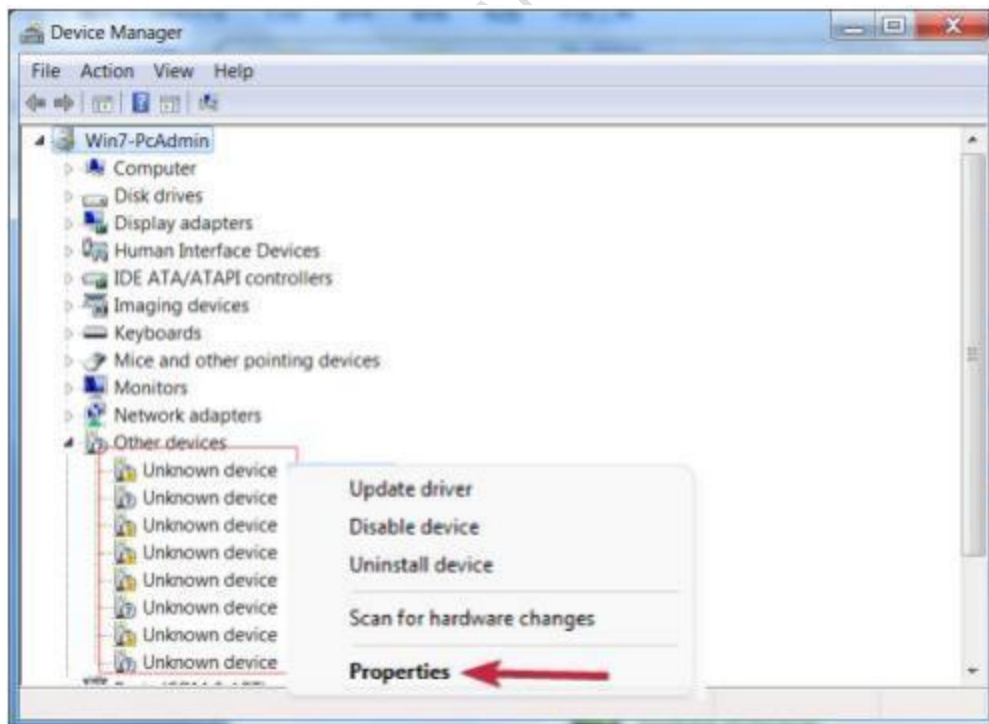 Device Manager
File Action View Help
Win7-PcAdmin
Computer
Disk drives
Display adapters
Human Interface Devices
IDE ATA/ATAPI controllers
Imaging devices
Keyboards
Mice and other pointing devices
Monitors
Network adapters
Other devices
Unknown device
Unknown device
Unknown device
Unknown device
Unknown device
Unknown device
Unknown device
Unknown device
Update driver
Disable device
Uninstall device
Scan for hardware changes
Properties